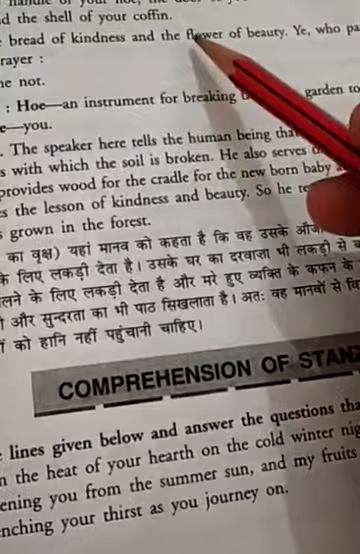 d the shell of your coffin.
bread of kindness and the flower of beauty. Ye, who
:
not.
: Hoe—an instrument for breaking garden to
—you.
. The speaker here tells the human being
with which the soil is broken. He also serves
provides wood for the cradle for the new born baby
the lesson of kindness and beauty. So he
grown in the forest.
का वृक्ष) यहां मानव को कहता है कि वह उसके
के लिए लकड़ी देता है। उसके घर का दरवाजा भी लकड़ी से
के लिए लकड़ी देता है और मरे हुए व्यक्ति के कफन के
और सुन्दरता का भी पाठ सिखलाता है। अतः वह मानवों से
को हानि नहीं पहुंचानी चाहिए।
COMPREHENSION OF STAN
lines given below and answer the questions
the heat of your hearth on the cold winter
ening you from the summer sun, and my fruits
nching your thirst as you journey on.